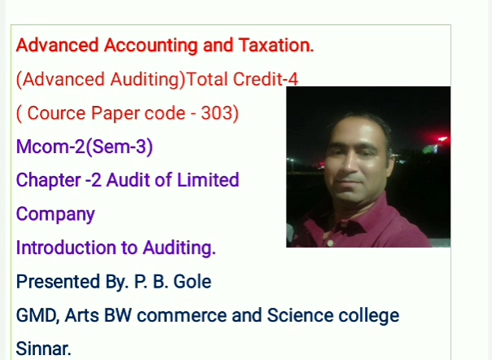 Advanced Accounting and Taxation.
(Advanced Auditing)Total Credit-4
( Cource Paper code - 303)
Mcom-2(Sem-3)
Chapter -2 Audit of Limited
Company
Introduction to Auditing.
Presented By. P. B. Gole
GMD, Arts BW commerce and Science college
Sinnar.